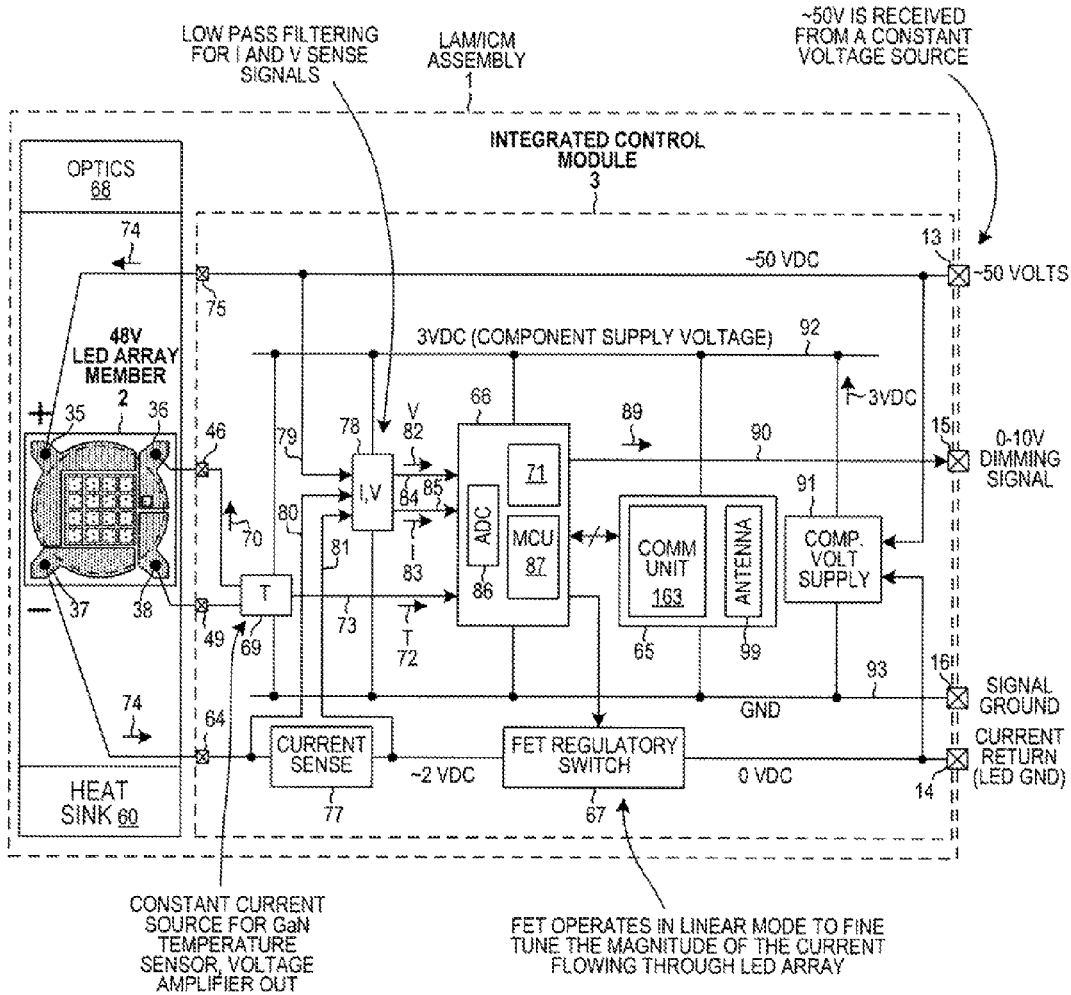 LOW PASS FILTERING
FOR I AND V SENSE
SIGNALS
LAM/ICM
ASSEMBLY
1
~50V IS RECEIVED
FROM A CONSTANT
VOLTAGE SOURCE
INTEGRATED CONTROL
MODULE
3
OPTICS
68
74
75
~50 VDC
13
~50 VOLTS
3VDC (COMPONENT SUPPLY VOLTAGE)
92
3VDC
48V
LED ARRAY
MEMBER
2
+
35
36
46
79
78
I,V
V
82
84
85
I
83
66
71
ADC
86
MCU
87
89
90
15
0-10V
DIMMING
SIGNAL
91
COMP.
VOLT
SUPPLY
COMM
UNIT
163
ANTENNA
99
65
80
81
70
–
37
38
49
T
69
73
T
72
93
16
SIGNAL
GROUND
GND
74
64
CURRENT
SENSE
77
~2 VDC
FET REGULATORY
SWITCH
67
0 VDC
CURRENT
RETURN
(LED GND)
14
HEAT
SINK 60
CONSTANT CURRENT
SOURCE FOR GaN
TEMPERATURE
SENSOR, VOLTAGE
AMPLIFIER OUT
FET OPERATES IN LINEAR MODE TO FINE
TUNE THE MAGNITUDE OF THE CURRENT
FLOWING THROUGH LED ARRAY